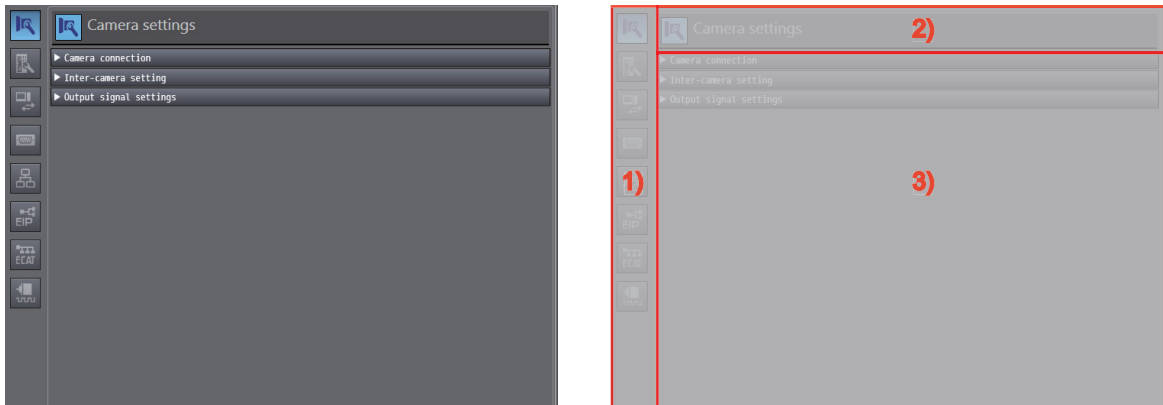 Camera settings
▶ Camera connection
▶ Inter-camera setting
▶ Output signal settings
EIP
ECAT
Camera settings
2)
▶ Camera connection
▶ Inter-camera setting
▶ Output signal settings
1)
3)
EIP
ECAT